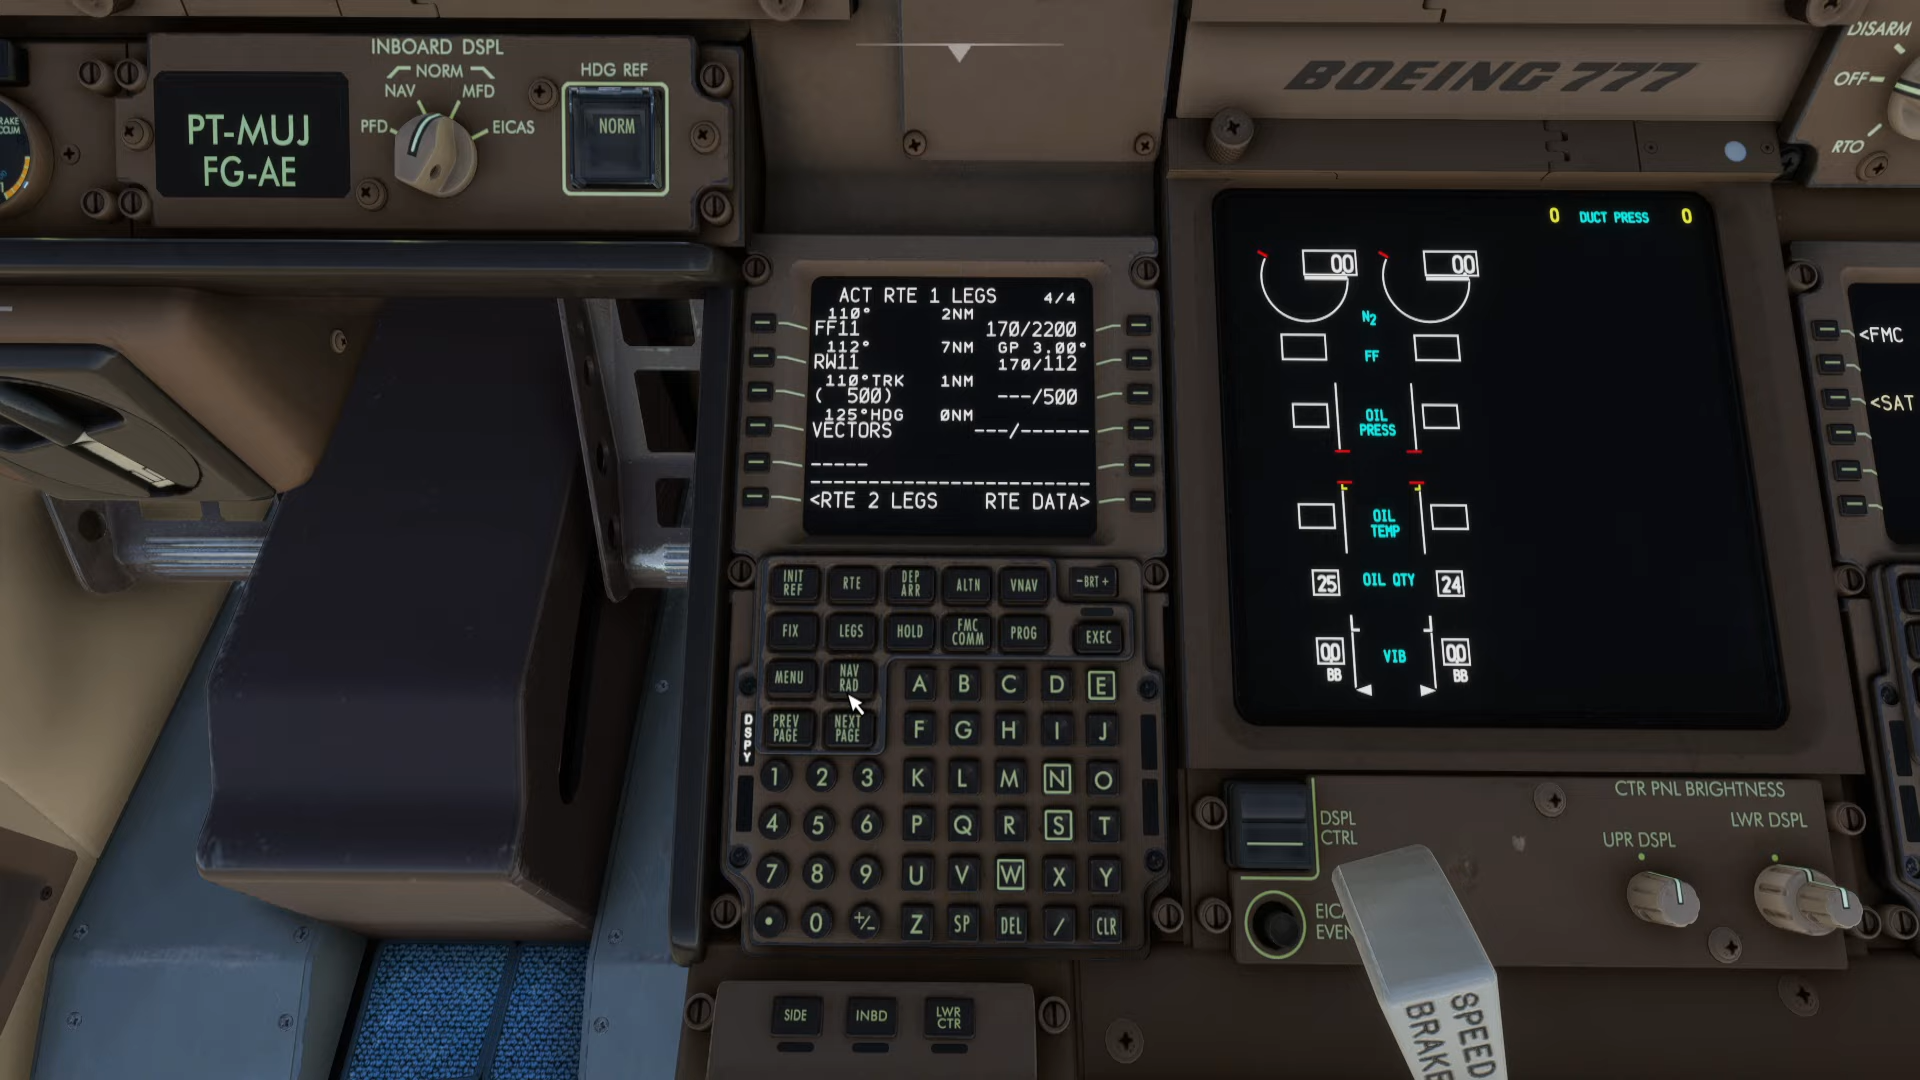 INBOARD DSPL
NORM
NAV
MFD
PFD
EICAS
HDG REF
NORM
PT-MUJ
FG-AE
BOEING 777
DISARM
OFF
RTO
ACT RTE 1 LEGS 4/4
110° 2NM
FF11 170/2200
112° 7NM GP 3.00°
RW11 170/112
110°TRK 1NM
( 500) ---/500
125°HDG 0NM
VECTORS ---/------
-----
<RTE 2 LEGS RTE DATA>
0 DUCT PRESS 0
00 00
N2
FF
OIL
PRESS
OIL
TEMP
25 OIL QTY 24
00 VIB 00
BB BB
<FMC
<SAT
INIT REF RTE DEP ARR ALTN VNAV -BRT+
FIX LEGS HOLD FMC COMM PROG EXEC
MENU NAV RAD A B C D E
PREV PAGE NEXT PAGE F G H I J
DSPY
1 2 3 K L M N O
4 5 6 P Q R S T
7 8 9 U V W X Y
• 0 +/- Z SP DEL / CLR
SIDE INBD LWR CTR
DSPL
CTRL
CTR PNL BRIGHTNESS
UPR DSPL
LWR DSPL
SPEED
BRAKE